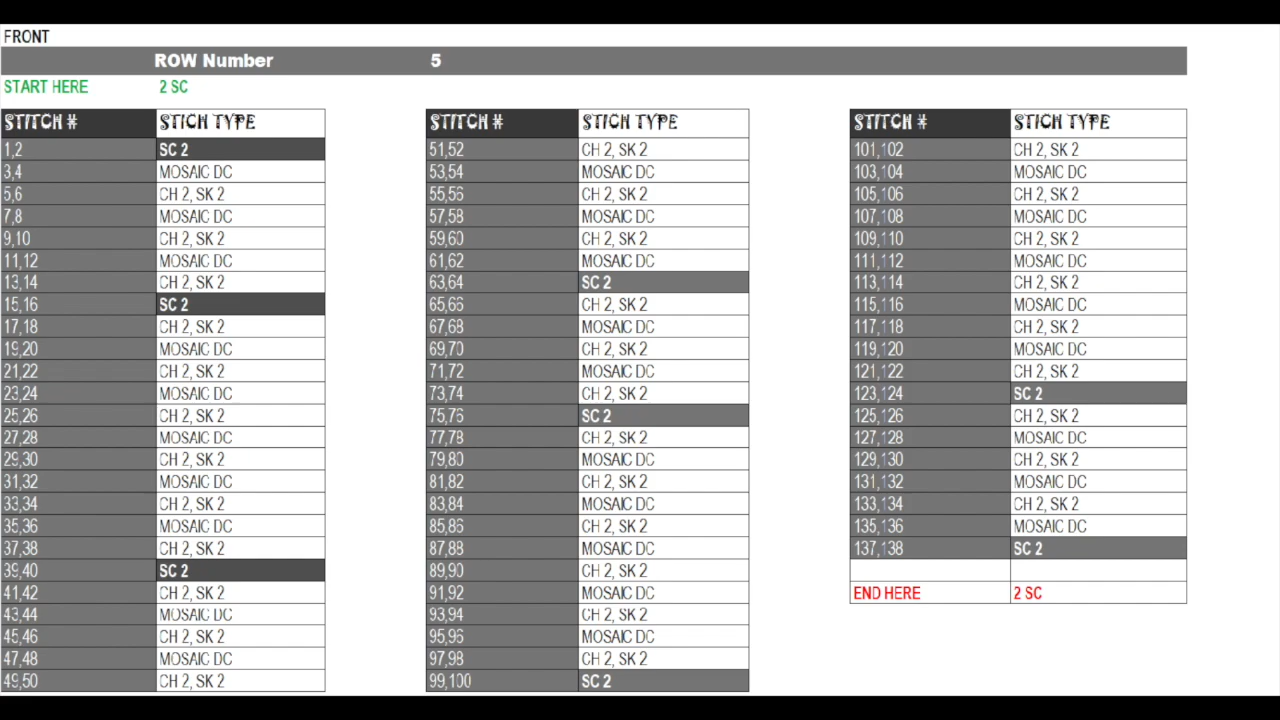 FRONT
ROW Number 5
START HERE 2 SC
STITCH # STICH TYPE
1,2 SC 2
3,4 MOSAIC DC
5,6 CH 2, SK 2
7,8 MOSAIC DC
9,10 CH 2, SK 2
11,12 MOSAIC DC
13,14 CH 2, SK 2
15,16 SC 2
17,18 CH 2, SK 2
19,20 MOSAIC DC
21,22 CH 2, SK 2
23,24 MOSAIC DC
25,26 CH 2, SK 2
27,28 MOSAIC DC
29,30 CH 2, SK 2
31,32 MOSAIC DC
33,34 CH 2, SK 2
35,36 MOSAIC DC
37,38 CH 2, SK 2
39,40 SC 2
41,42 CH 2, SK 2
43,44 MOSAIC DC
45,46 CH 2, SK 2
47,48 MOSAIC DC
49,50 CH 2, SK 2
STITCH # STICH TYPE
51,52 CH 2, SK 2
53,54 MOSAIC DC
55,56 CH 2, SK 2
57,58 MOSAIC DC
59,60 CH 2, SK 2
61,62 MOSAIC DC
63,64 SC 2
65,66 CH 2, SK 2
67,68 MOSAIC DC
69,70 CH 2, SK 2
71,72 MOSAIC DC
73,74 CH 2, SK 2
75,76 SC 2
77,78 CH 2, SK 2
79,80 MOSAIC DC
81,82 CH 2, SK 2
83,84 MOSAIC DC
85,86 CH 2, SK 2
87,88 MOSAIC DC
89,90 CH 2, SK 2
91,92 MOSAIC DC
93,94 CH 2, SK 2
95,96 MOSAIC DC
97,98 CH 2, SK 2
99,100 SC 2
STITCH # STICH TYPE
101,102 CH 2, SK 2
103,104 MOSAIC DC
105,106 CH 2, SK 2
107,108 MOSAIC DC
109,110 CH 2, SK 2
111,112 MOSAIC DC
113,114 CH 2, SK 2
115,116 MOSAIC DC
117,118 CH 2, SK 2
119,120 MOSAIC DC
121,122 CH 2, SK 2
123,124 SC 2
125,126 CH 2, SK 2
127,128 MOSAIC DC
129,130 CH 2, SK 2
131,132 MOSAIC DC
133,134 CH 2, SK 2
135,136 MOSAIC DC
137,138 SC 2
END HERE 2 SC